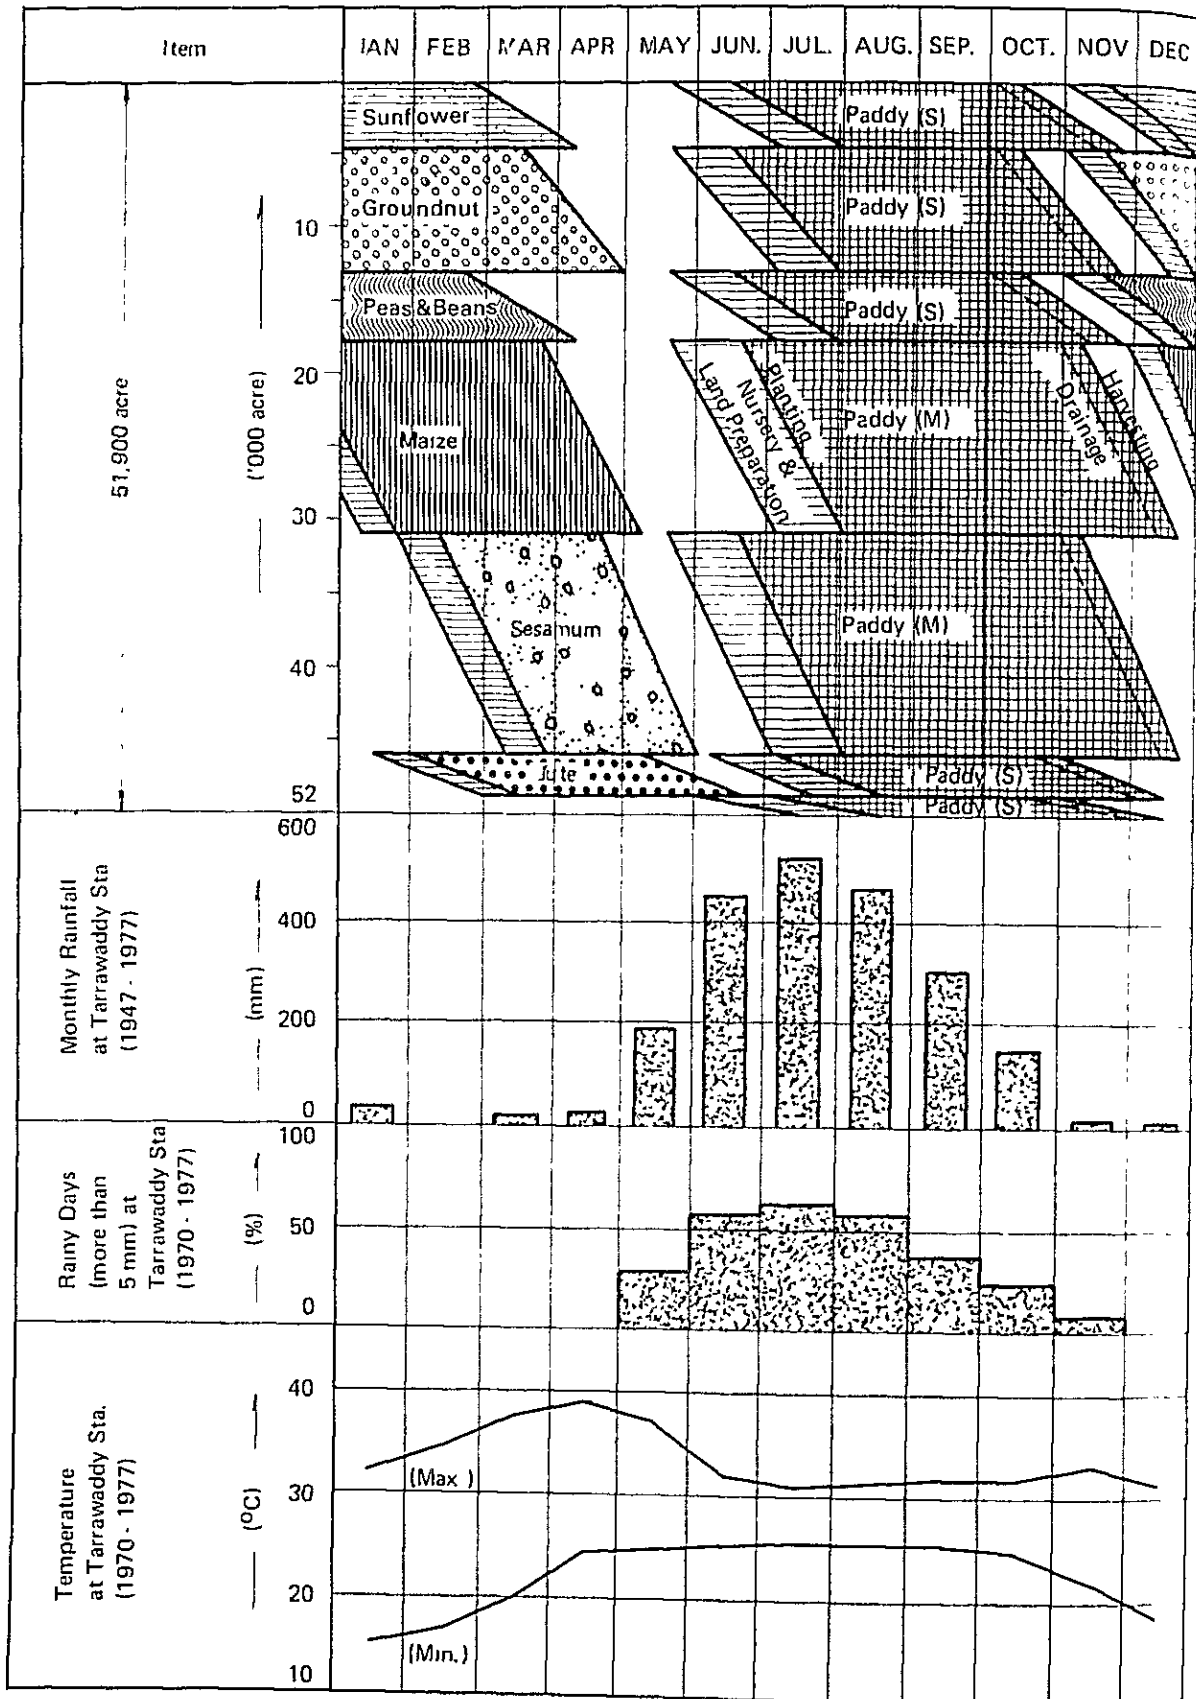 Item
IAN FEB MAR APR MAY JUN. JUL. AUG. SEP. OCT. NOV DEC
51,900 acre
('000 acre)
10
20
30
40
52
Sunflower
Groundnut
Peas&Beans
Maize
Sesamum
Jute
Paddy (S)
Paddy (S)
Paddy (S)
Paddy (M)
Paddy (M)
Paddy (S)
Paddy (S)
Planting
Nursery &
Land Preparation
Drainage
Harvesting
Monthly Rainfall
at Tarrawaddy Sta
(1947 - 1977)
(mm)
600
400
200
0
Rainy Days
(more than
5 mm) at
Tarrawaddy Sta
(1970 - 1977)
(%)
100
50
0
Temperature
at Tarrawaddy Sta.
(1970 - 1977)
(°C)
40
30
20
10
(Max )
(Min.)